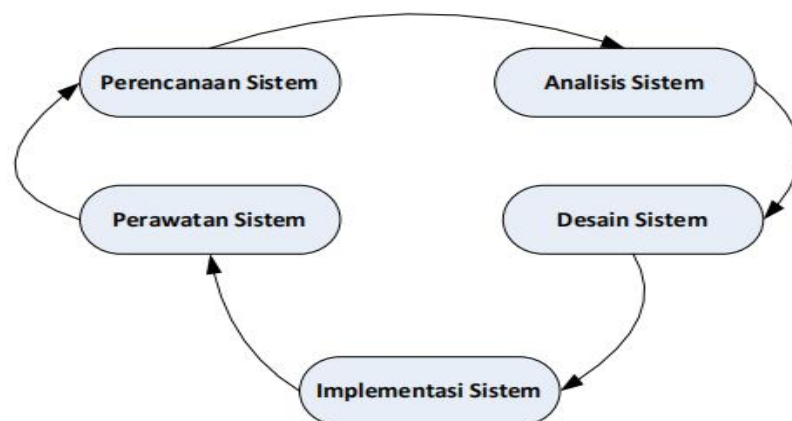 Perencanaan Sistem
Analisis Sistem
Perawatan Sistem
Desain Sistem
Implementasi Sistem